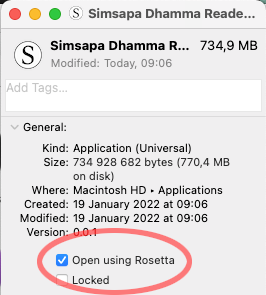 Simsapa Dhamma Reade...
S
Simsapa Dhamma R... 734,9 MB
Modified: Today, 09:06
Add Tags...
General:
Kind: Application (Universal)
Size: 734 928 682 bytes (770,4 MB
on disk)
Where: Macintosh HD ▸ Applications
Created: 19 January 2022 at 09:06
Modified: 19 January 2022 at 09:06
Version: 0.0.1
Open using Rosetta
Locked